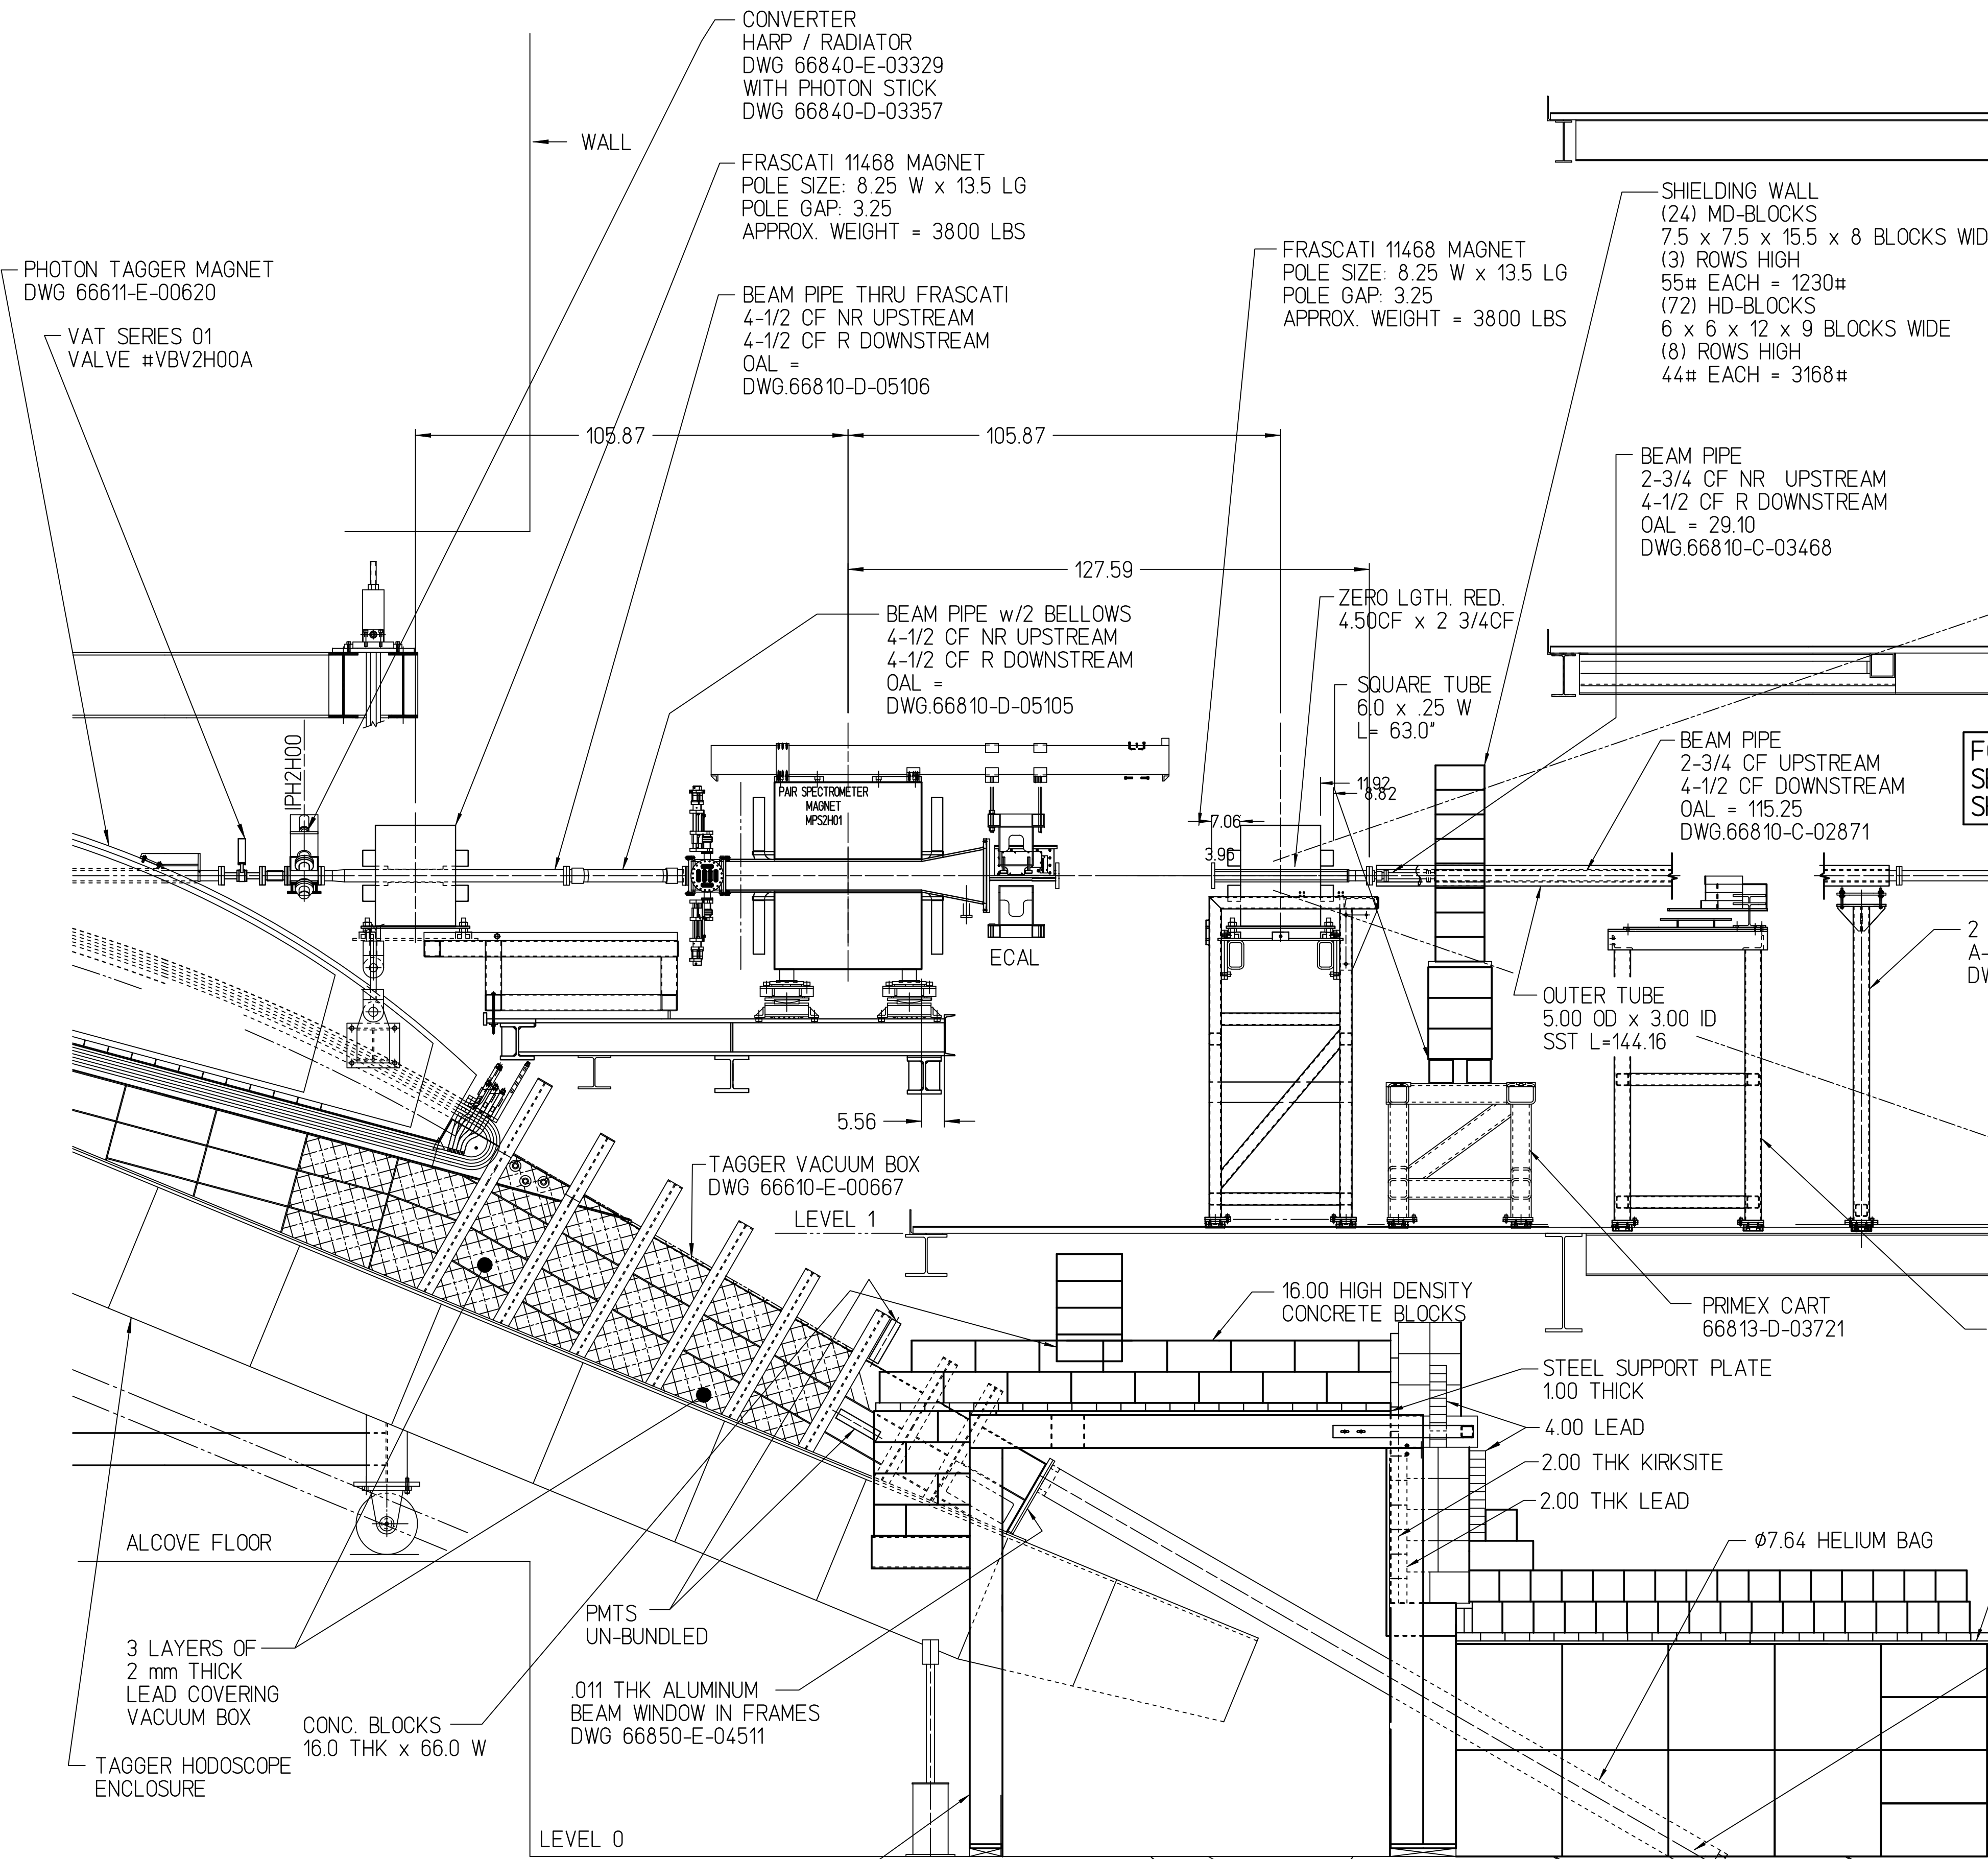 CONVERTER
HARP / RADIATOR
DWG 66840-E-03329
WITH PHOTON STICK
DWG 66840-D-03357
WALL
FRASCATI 11468 MAGNET
POLE SIZE: 8.25 W x 13.5 LG
POLE GAP: 3.25
APPROX. WEIGHT = 3800 LBS
SHIELDING WALL
(24) MD-BLOCKS
7.5 x 7.5 x 15.5 x 8 BLOCKS WID
(3) ROWS HIGH
55# EACH = 1230#
(72) HD-BLOCKS
6 x 6 x 12 x 9 BLOCKS WIDE
(8) ROWS HIGH
44# EACH = 3168#
FRASCATI 11468 MAGNET
POLE SIZE: 8.25 W x 13.5 LG
POLE GAP: 3.25
APPROX. WEIGHT = 3800 LBS
PHOTON TAGGER MAGNET
DWG 66611-E-00620
BEAM PIPE THRU FRASCATI
4-1/2 CF NR UPSTREAM
4-1/2 CF R DOWNSTREAM
OAL =
DWG.66810-D-05106
VAT SERIES 01
VALVE #VBV2H00A
105.87
105.87
BEAM PIPE
2-3/4 CF NR UPSTREAM
4-1/2 CF R DOWNSTREAM
OAL = 29.10
DWG.66810-C-03468
127.59
ZERO LGTH. RED.
4.50CF x 2 3/4CF
BEAM PIPE w/2 BELLOWS
4-1/2 CF NR UPSTREAM
4-1/2 CF R DOWNSTREAM
OAL =
DWG.66810-D-05105
SQUARE TUBE
6.0 x .25 W
L= 63.0"
BEAM PIPE
2-3/4 CF UPSTREAM
4-1/2 CF DOWNSTREAM
OAL = 115.25
DWG.66810-C-02871
IPH2H00
PAIR SPECTROMETER
MAGNET
MPS2H01
11.92
8.82
7.06
3.96
ECAL
2
A-
DW
OUTER TUBE
5.00 OD x 3.00 ID
SST L=144.16
5.56
TAGGER VACUUM BOX
DWG 66610-E-00667
LEVEL 1
16.00 HIGH DENSITY
CONCRETE BLOCKS
PRIMEX CART
66813-D-03721
STEEL SUPPORT PLATE
1.00 THICK
4.00 LEAD
2.00 THK KIRKSITE
2.00 THK LEAD
Ø7.64 HELIUM BAG
ALCOVE FLOOR
PMTS
UN-BUNDLED
3 LAYERS OF
2 mm THICK
LEAD COVERING
VACUUM BOX
.011 THK ALUMINUM
BEAM WINDOW IN FRAMES
DWG 66850-E-04511
CONC. BLOCKS
16.0 THK x 66.0 W
TAGGER HODOSCOPE
ENCLOSURE
LEVEL 0